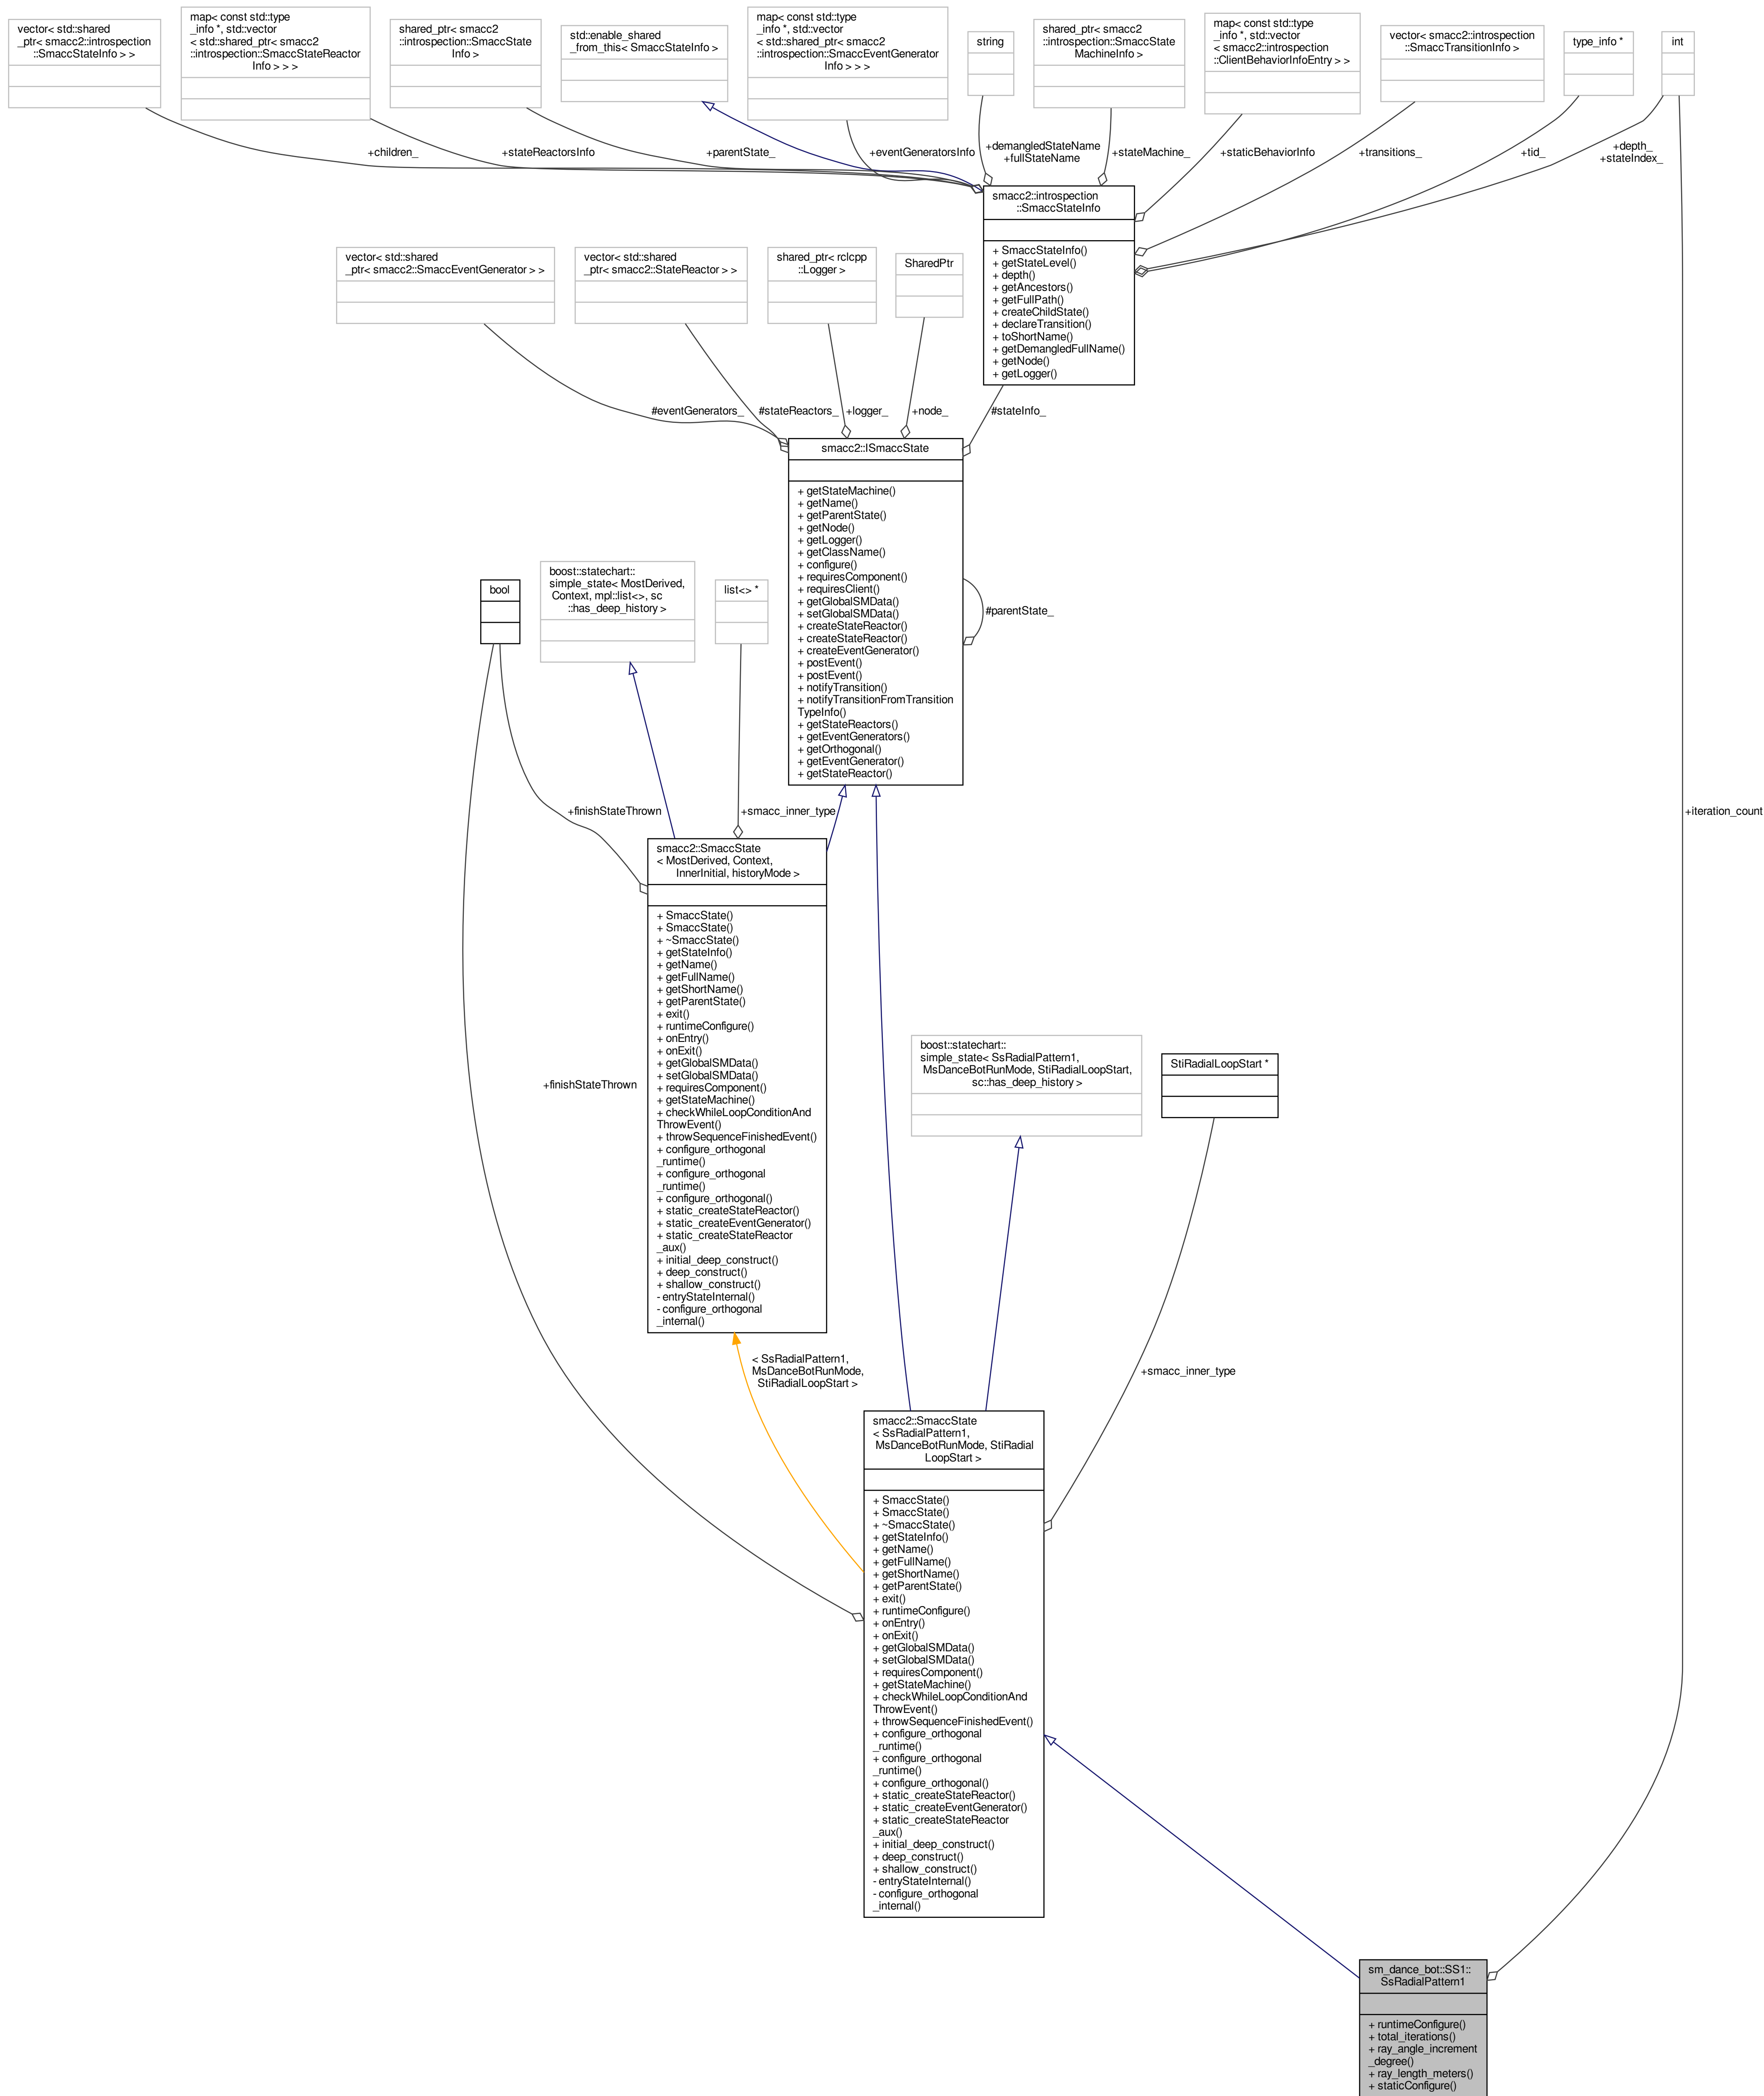 vector< std::shared
_ptr< smacc2::introspection
::SmaccStateInfo > >
map< const std::type
_info *, std::vector
< std::shared_ptr< smacc2
::introspection::SmaccStateReactor
Info > > >
shared_ptr< smacc2
::introspection::SmaccState
Info >
std::enable_shared
_from_this< SmaccStateInfo >
map< const std::type
_info *, std::vector
< std::shared_ptr< smacc2
::introspection::SmaccEventGenerator
Info > > >
string
shared_ptr< smacc2
::introspection::SmaccState
MachineInfo >
map< const std::type
_info *, std::vector
< smacc2::introspection
::ClientBehaviorInfoEntry > >
vector< smacc2::introspection
::SmaccTransitionInfo >
type_info *
int
+children_
+stateReactorsInfo
+parentState_
+eventGeneratorsInfo
+demangledStateName
+fullStateName
+stateMachine_
+staticBehaviorInfo
+transitions_
+tid_
+depth_
+stateIndex_
smacc2::introspection
::SmaccStateInfo
+ SmaccStateInfo()
+ getStateLevel()
+ depth()
+ getAncestors()
+ getFullPath()
+ createChildState()
+ declareTransition()
+ toShortName()
+ getDemangledFullName()
+ getNode()
+ getLogger()
vector< std::shared
_ptr< smacc2::SmaccEventGenerator > >
vector< std::shared
_ptr< smacc2::StateReactor > >
shared_ptr< rclcpp
::Logger >
SharedPtr
#eventGenerators_
#stateReactors_
+logger_
+node_
#stateInfo_
smacc2::ISmaccState
+ getStateMachine()
+ getName()
+ getParentState()
+ getNode()
+ getLogger()
+ getClassName()
+ configure()
+ requiresComponent()
+ requiresClient()
+ getGlobalSMData()
+ setGlobalSMData()
+ createStateReactor()
+ createStateReactor()
+ createEventGenerator()
+ postEvent()
+ postEvent()
+ notifyTransition()
+ notifyTransitionFromTransition
TypeInfo()
+ getStateReactors()
+ getEventGenerators()
+ getOrthogonal()
+ getEventGenerator()
+ getStateReactor()
#parentState_
bool
boost::statechart::
simple_state< MostDerived,
Context, mpl::list<>, sc
::has_deep_history >
list<> *
+finishStateThrown
+smacc_inner_type
+iteration_count
smacc2::SmaccState
< MostDerived, Context,
InnerInitial, historyMode >
+ SmaccState()
+ SmaccState()
+ ~SmaccState()
+ getStateInfo()
+ getName()
+ getFullName()
+ getShortName()
+ getParentState()
+ exit()
+ runtimeConfigure()
+ onEntry()
+ onExit()
+ getGlobalSMData()
+ setGlobalSMData()
+ requiresComponent()
+ getStateMachine()
+ checkWhileLoopConditionAnd
ThrowEvent()
+ throwSequenceFinishedEvent()
+ configure_orthogonal
_runtime()
+ configure_orthogonal
_runtime()
+ configure_orthogonal()
+ static_createStateReactor()
+ static_createEventGenerator()
+ static_createStateReactor
_aux()
+ initial_deep_construct()
+ deep_construct()
+ shallow_construct()
- entryStateInternal()
- configure_orthogonal
_internal()
+finishStateThrown
boost::statechart::
simple_state< SsRadialPattern1,
MsDanceBotRunMode, StiRadialLoopStart,
sc::has_deep_history >
StiRadialLoopStart *
< SsRadialPattern1,
MsDanceBotRunMode,
StiRadialLoopStart >
+smacc_inner_type
smacc2::SmaccState
< SsRadialPattern1,
MsDanceBotRunMode, StiRadial
LoopStart >
+ SmaccState()
+ SmaccState()
+ ~SmaccState()
+ getStateInfo()
+ getName()
+ getFullName()
+ getShortName()
+ getParentState()
+ exit()
+ runtimeConfigure()
+ onEntry()
+ onExit()
+ getGlobalSMData()
+ setGlobalSMData()
+ requiresComponent()
+ getStateMachine()
+ checkWhileLoopConditionAnd
ThrowEvent()
+ throwSequenceFinishedEvent()
+ configure_orthogonal
_runtime()
+ configure_orthogonal
_runtime()
+ configure_orthogonal()
+ static_createStateReactor()
+ static_createEventGenerator()
+ static_createStateReactor
_aux()
+ initial_deep_construct()
+ deep_construct()
+ shallow_construct()
- entryStateInternal()
- configure_orthogonal
_internal()
sm_dance_bot::SS1::
SsRadialPattern1
+ runtimeConfigure()
+ total_iterations()
+ ray_angle_increment
_degree()
+ ray_length_meters()
+ staticConfigure()